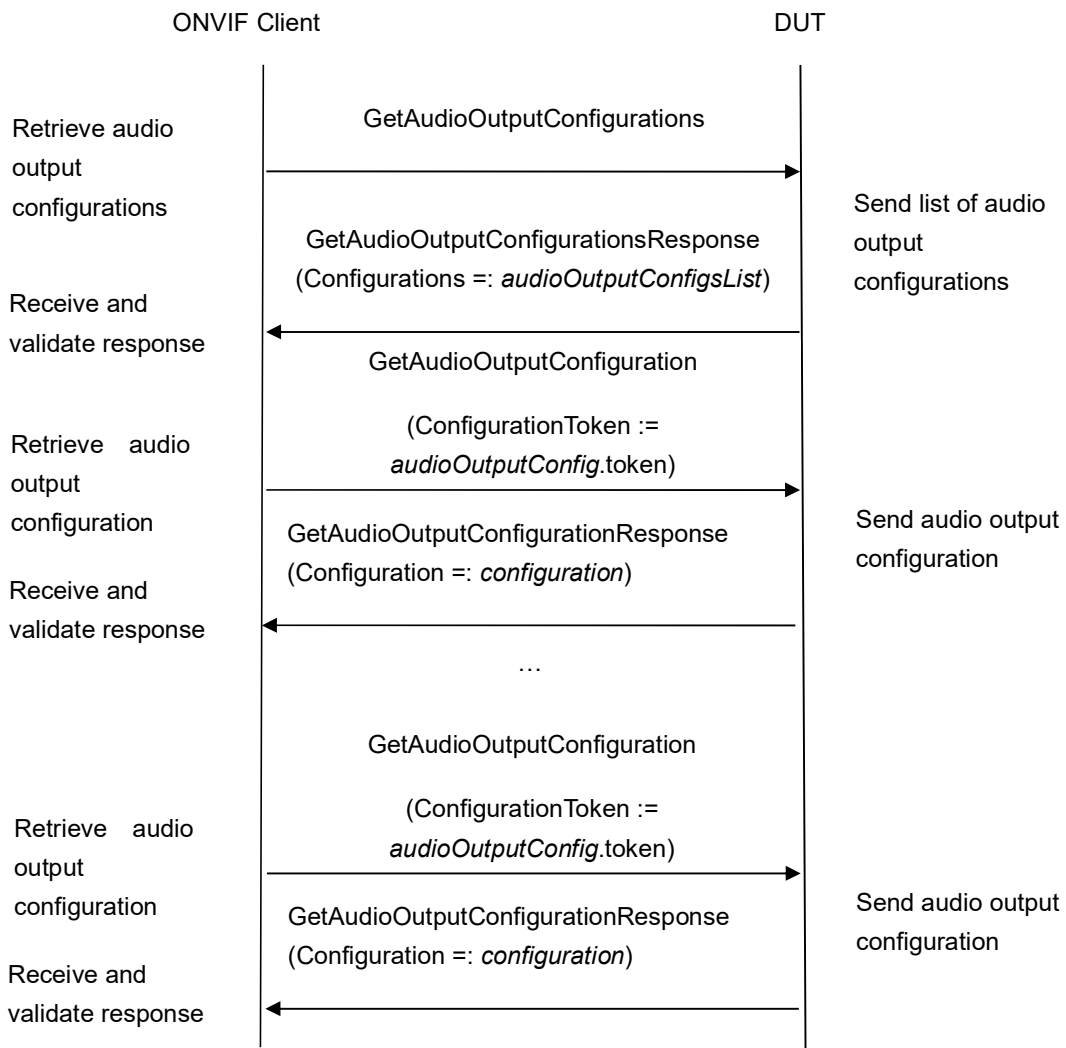 ONVIF Client
DUT
Retrieve audio
output
configurations
GetAudioOutputConfigurations
Send list of audio
output
configurations
GetAudioOutputConfigurationsResponse
(Configurations =: audioOutputConfigsList)
Receive and
validate response
GetAudioOutputConfiguration
(ConfigurationToken :=
audioOutputConfig.token)
Retrieve audio
output
configuration
Send audio output
configuration
GetAudioOutputConfigurationResponse
(Configuration =: configuration)
Receive and
validate response
…
GetAudioOutputConfiguration
(ConfigurationToken :=
audioOutputConfig.token)
Retrieve audio
output
configuration
Send audio output
configuration
GetAudioOutputConfigurationResponse
(Configuration =: configuration)
Receive and
validate response